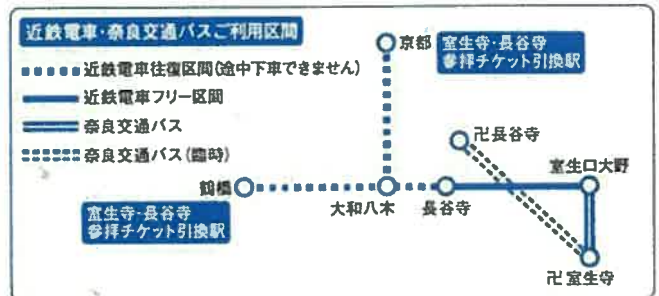 近鉄電車・奈良交通バスご利用区間
近鉄電車往復区間(途中下車できません)
近鉄電車フリー区間
奈良交通バス
奈良交通バス(臨時)
京都
室生寺・長谷寺
参拝チケット引換駅
卍長谷寺
室生口大野
鶴橋
大和八木
長谷寺
室生寺・長谷寺
参拝チケット引換駅
卍室生寺